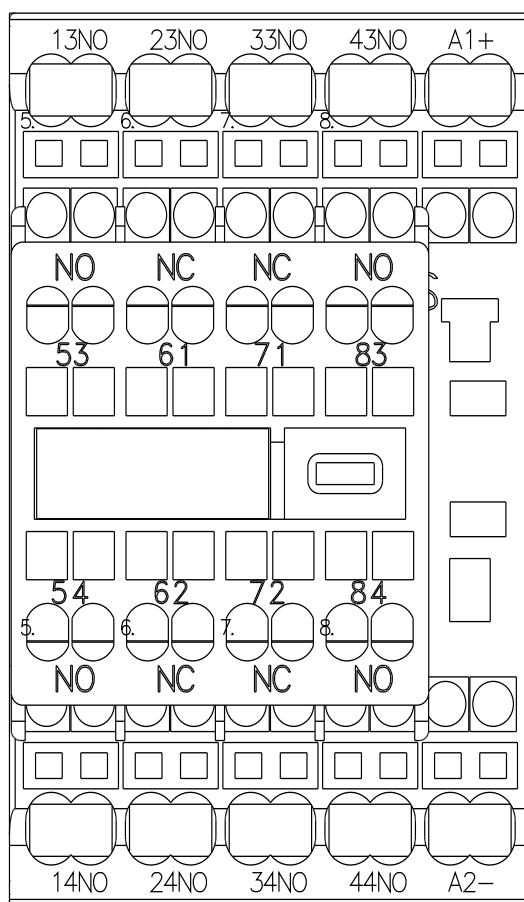 13NO 23NO 33NO 43NO A1+
5. 6. 7. 8.
NO NC NC NO
53 61 71 83
54 62 72 84
5. 6. 7. 8.
NO NC NC NO
14NO 24NO 34NO 44NO A2-